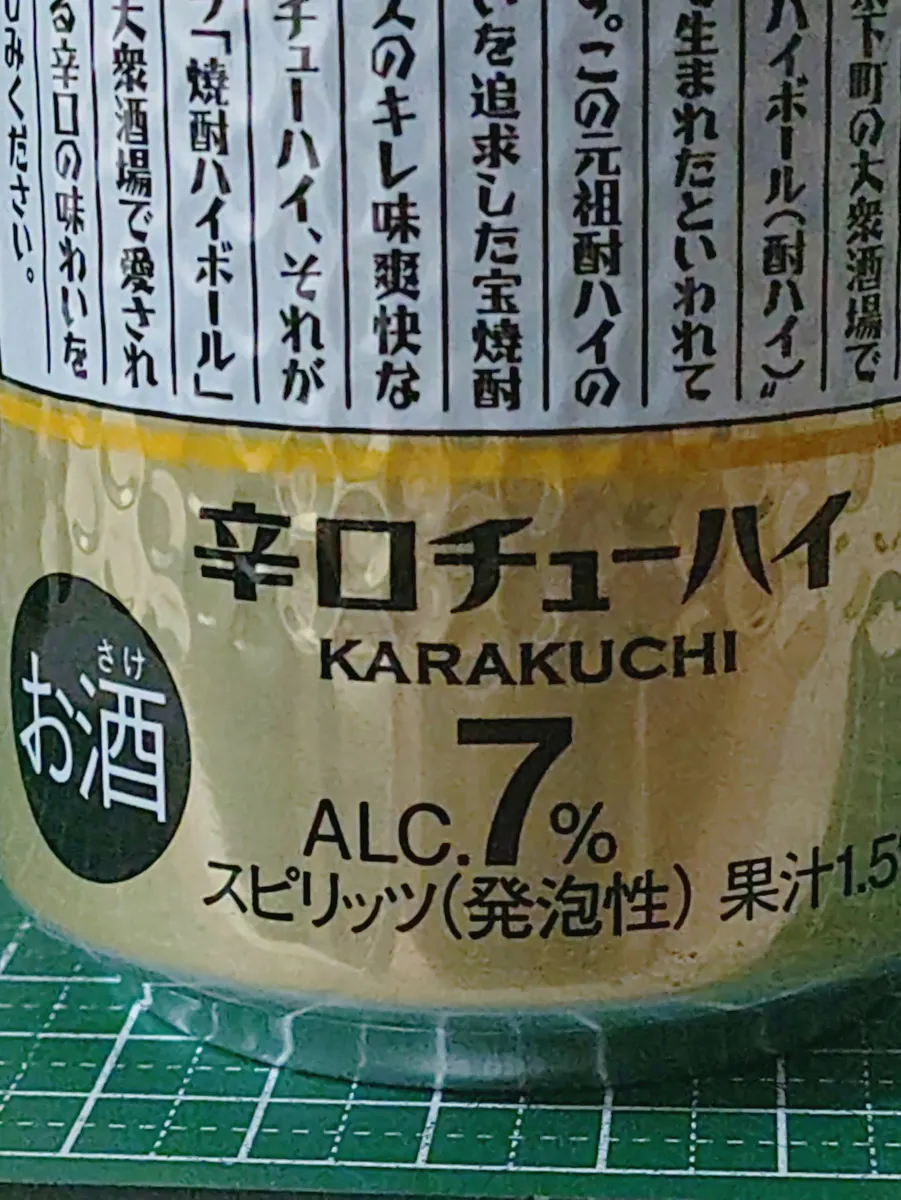 下町の大衆酒場で
ハイボール(酎ハイ)"
生まれたといわれて
す。この元祖酎ハイの
いを追求した宝焼酎
スのキレ味爽快な
チューハイ、それが
「焼酎ハイボール」
大衆酒場で愛され
る辛口の味わいを
しみください。
辛口チューハイ
KARAKUCHI
さけ
お酒
ALC.7%
スピリッツ(発泡性) 果汁1.5